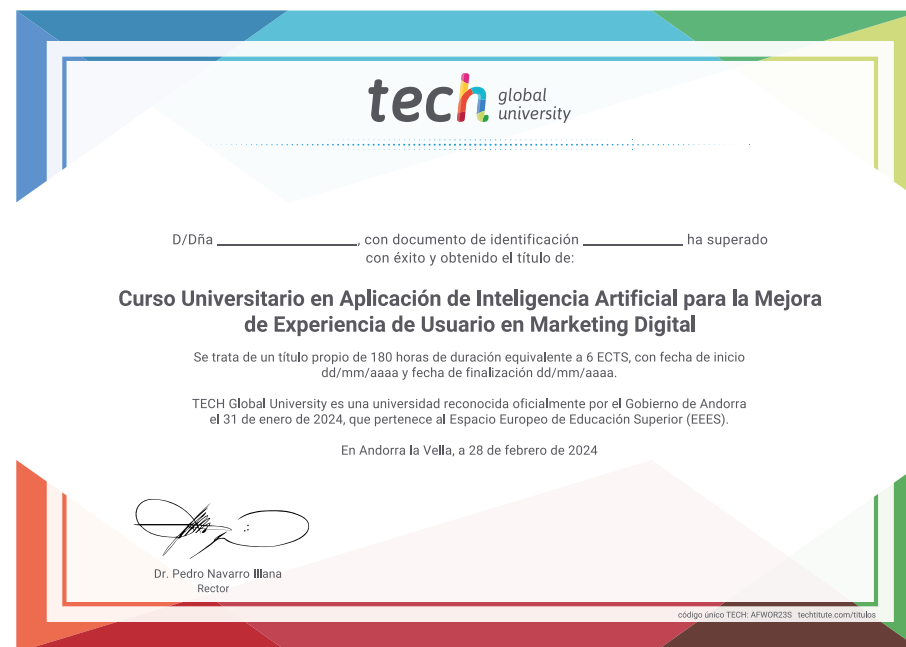 tech global university
D/Dña ____________________, con documento de identificación ______________ ha superado
con éxito y obtenido el título de:
Curso Universitario en Aplicación de Inteligencia Artificial para la Mejora
de Experiencia de Usuario en Marketing Digital
Se trata de un título propio de 180 horas de duración equivalente a 6 ECTS, con fecha de inicio
dd/mm/aaaa y fecha de finalización dd/mm/aaaa.
TECH Global University es una universidad reconocida oficialmente por el Gobierno de Andorra
el 31 de enero de 2024, que pertenece al Espacio Europeo de Educación Superior (EEES).
En Andorra la Vella, a 28 de febrero de 2024
Dr. Pedro Navarro Illana
Rector
código único TECH: AFWOR23S techtitute.com/titulos